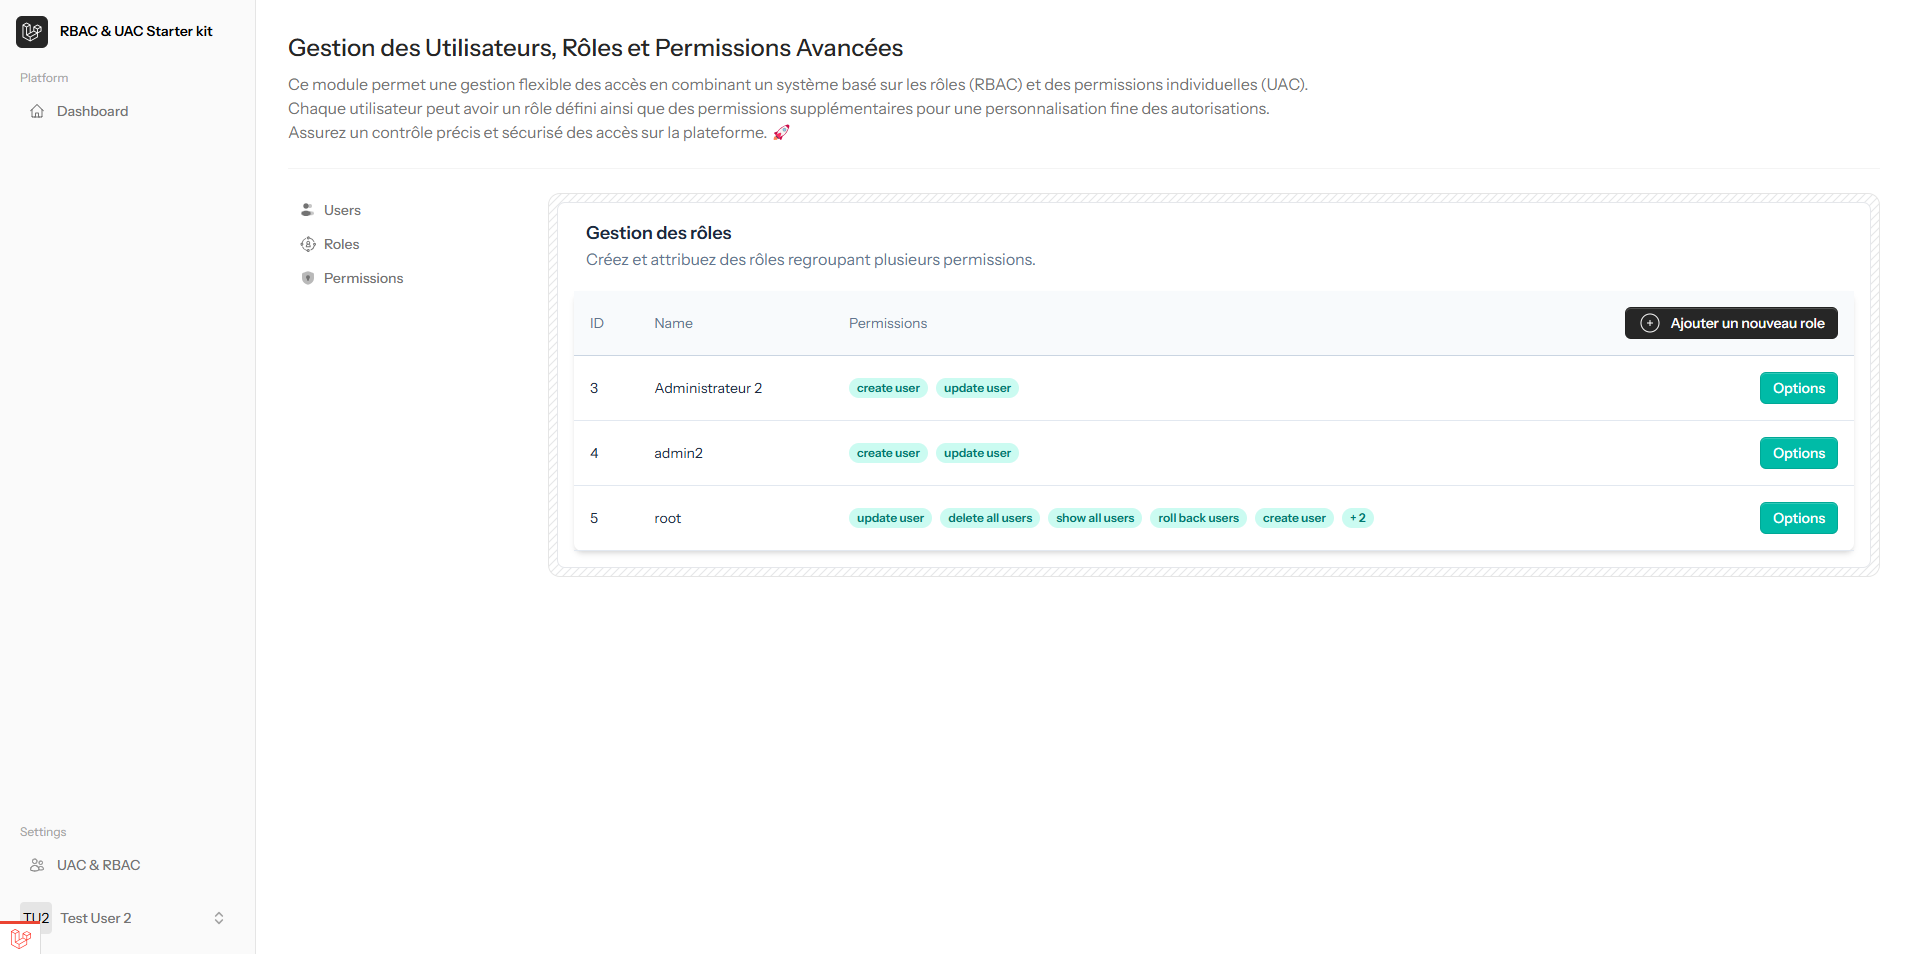 RBAC & UAC Starter kit
Platform
Dashboard
Settings
UAC & RBAC
TU2 Test User 2
Gestion des Utilisateurs, Rôles et Permissions Avancées
Ce module permet une gestion flexible des accès en combinant un système basé sur les rôles (RBAC) et des permissions individuelles (UAC).
Chaque utilisateur peut avoir un rôle défini ainsi que des permissions supplémentaires pour une personnalisation fine des autorisations.
Assurez un contrôle précis et sécurisé des accès sur la plateforme. 🚀
Users
Roles
Permissions
Gestion des rôles
Créez et attribuez des rôles regroupant plusieurs permissions.
ID Name Permissions Ajouter un nouveau role
3 Administrateur 2 create user update user Options
4 admin2 create user update user Options
5 root update user delete all users show all users roll back users create user + 2 Options